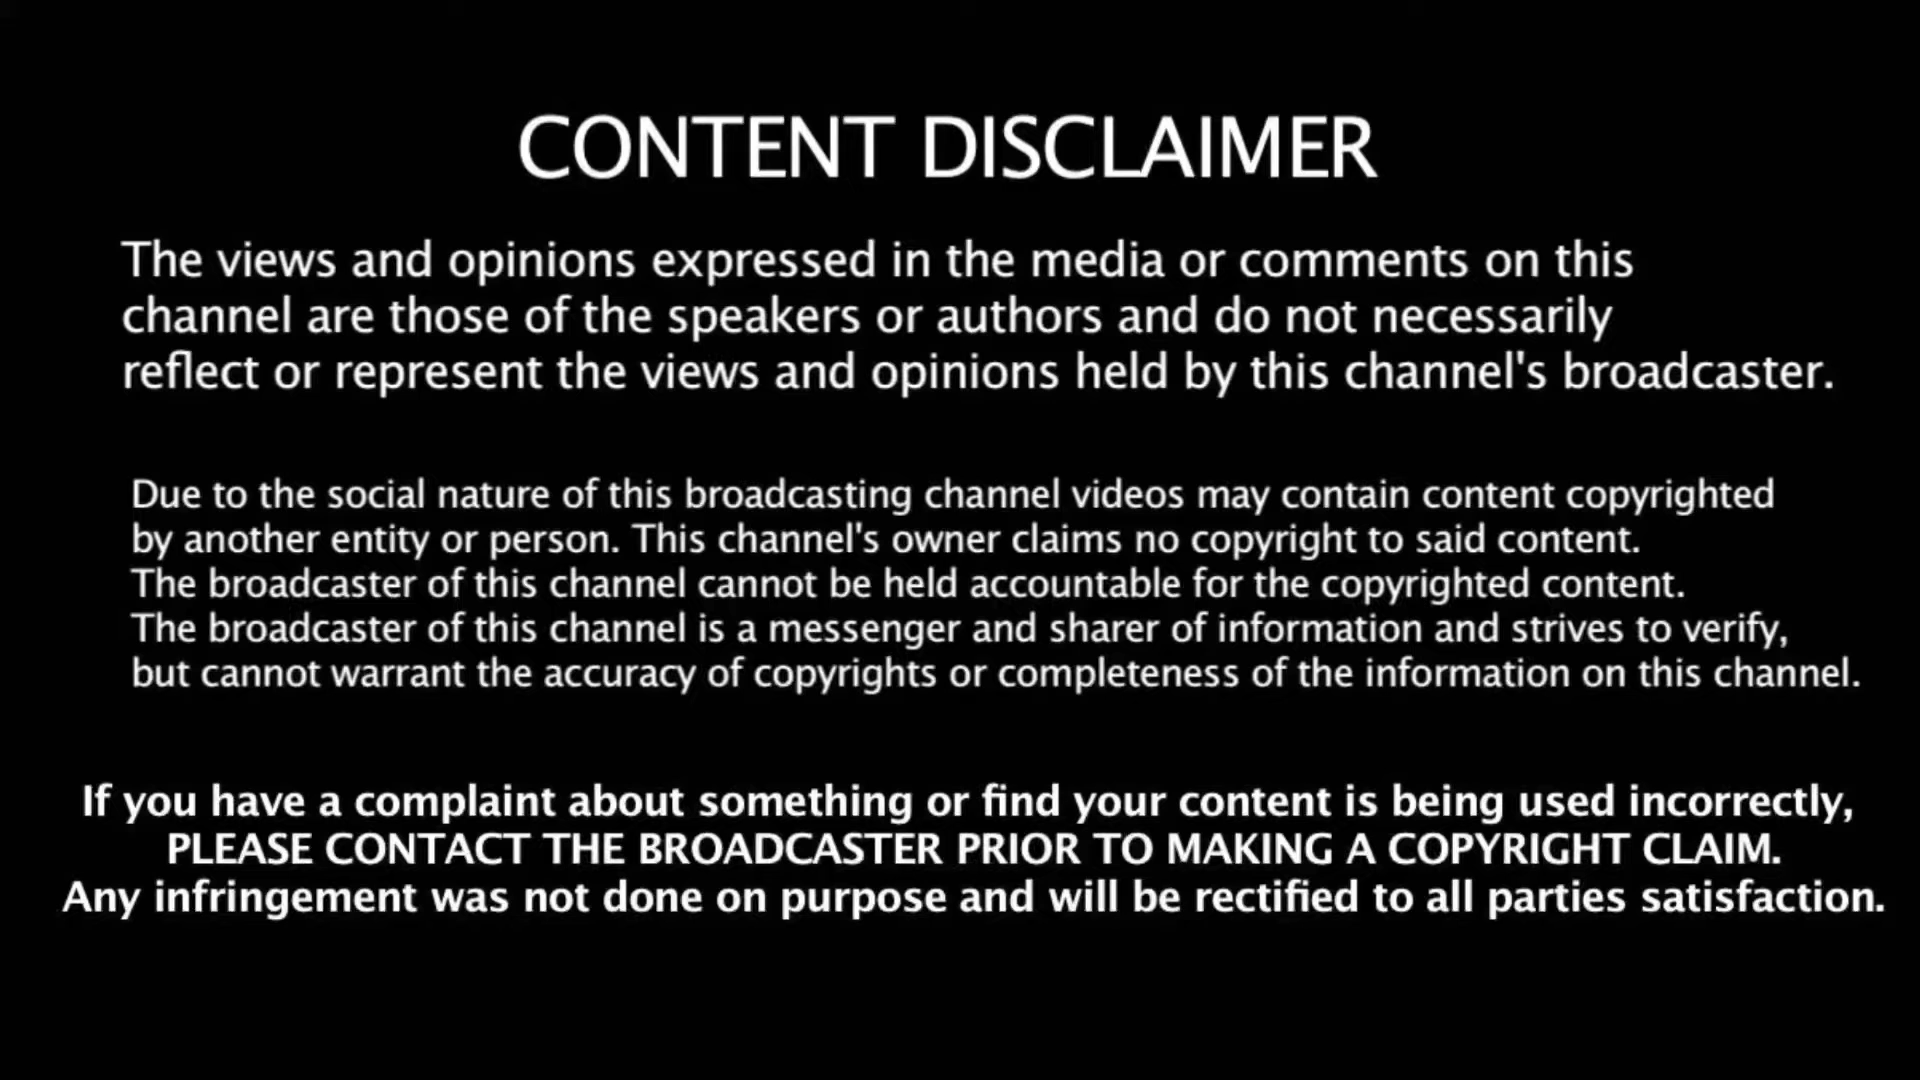 CONTENT DISCLAIMER
The views and opinions expressed in the media or comments on this
channel are those of the speakers or authors and do not necessarily
reflect or represent the views and opinions held by this channel's broadcaster.
Due to the social nature of this broadcasting channel videos may contain content copyrighted
by another entity or person. This channel's owner claims no copyright to said content.
The broadcaster of this channel cannot be held accountable for the copyrighted content.
The broadcaster of this channel is a messenger and sharer of information and strives to verify,
but cannot warrant the accuracy of copyrights or completeness of the information on this channel.
If you have a complaint about something or find your content is being used incorrectly,
PLEASE CONTACT THE BROADCASTER PRIOR TO MAKING A COPYRIGHT CLAIM.
Any infringement was not done on purpose and will be rectified to all parties satisfaction.